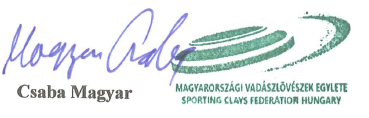 Csaba Magyar
MAGYARORSZÁGI VADÁSZLÖVÉSZEK EGYLETE
SPORTING CLAYS FEDERATION HUNGARY